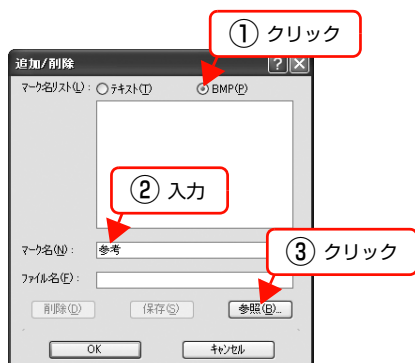 ① クリック
追加/削除
マーク名リスト(L): テキスト(T) BMP(P)
② 入力
マーク名(N): 参考
③ クリック
ファイル名(F):
削除(D) 保存(S) 参照(B)...
OK キャンセル